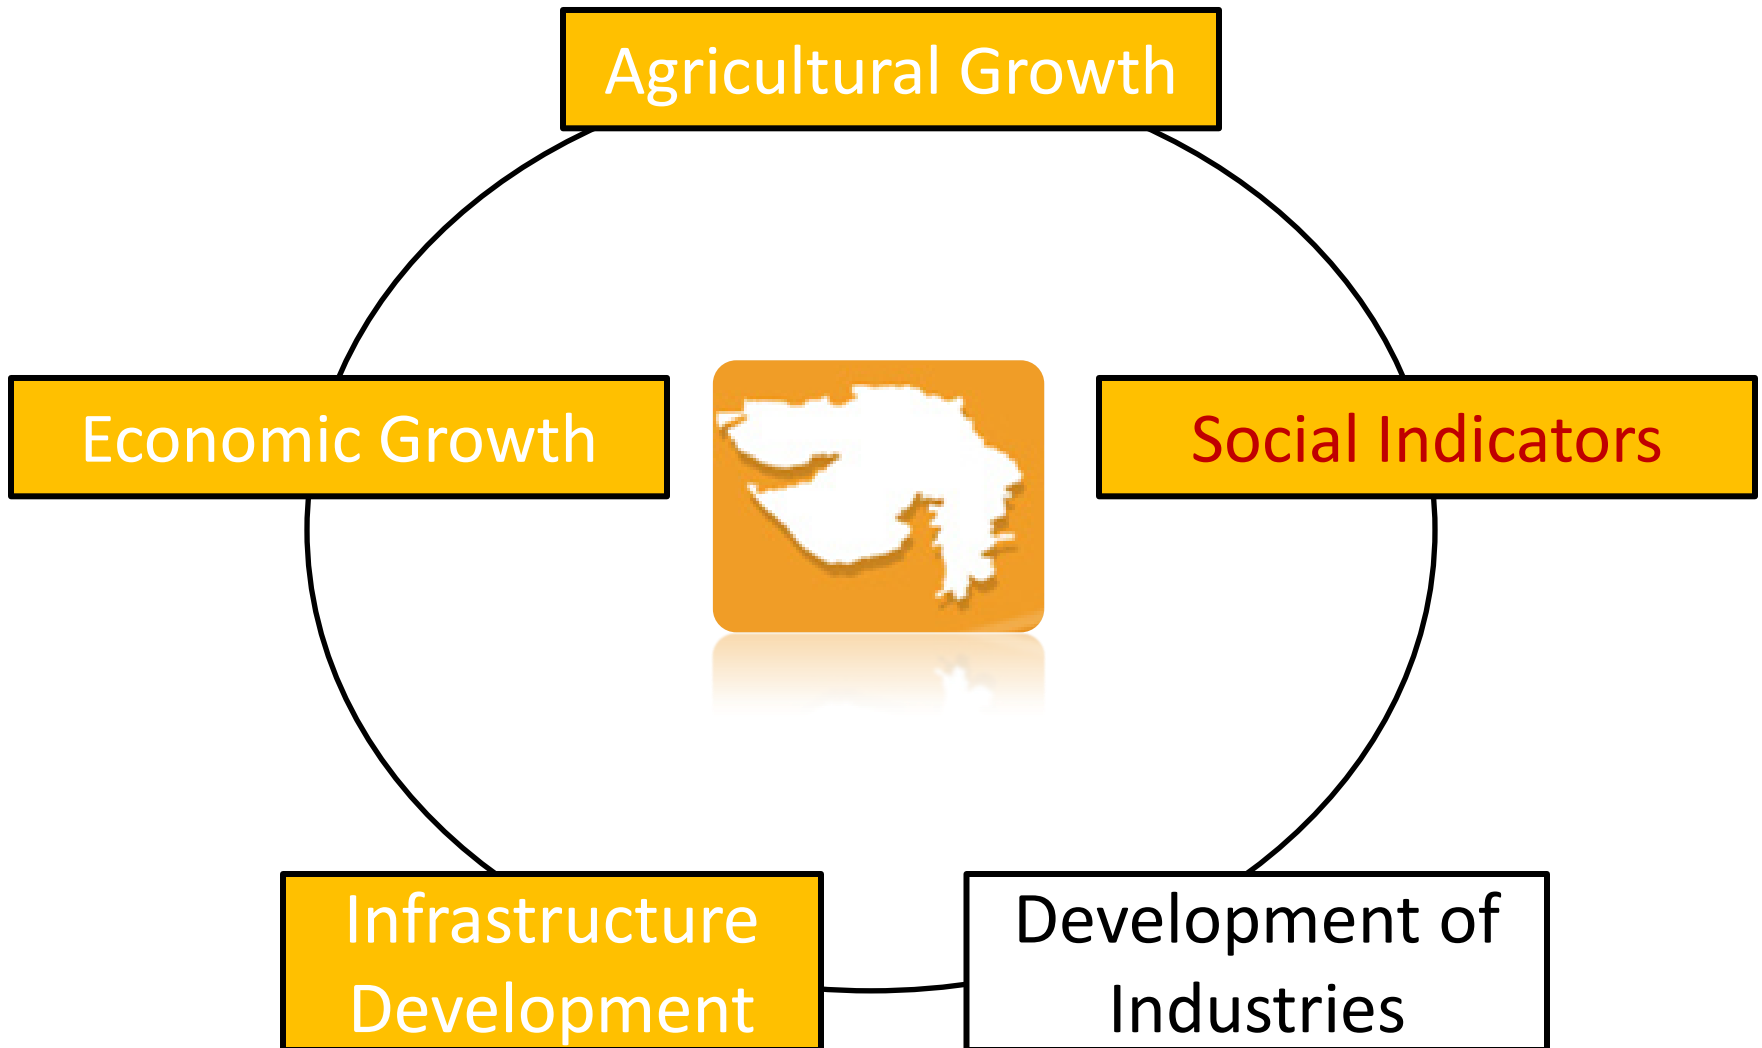 Agricultural Growth
Economic Growth
Social Indicators
Infrastructure
Development
Development of
Industries